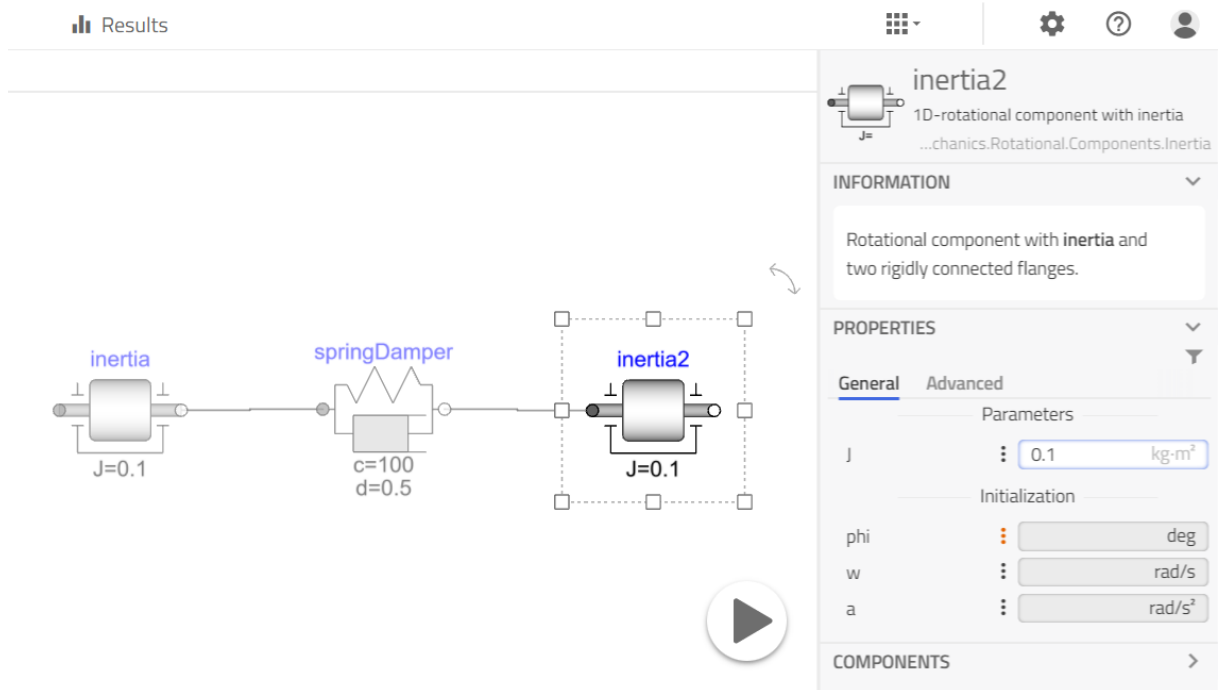 Results
inertia2
1D-rotational component with inertia
...chanics.Rotational.Components.Inertia
J=
INFORMATION
Rotational component with inertia and
two rigidly connected flanges.
PROPERTIES
General Advanced
Parameters
J 0.1 kg·m²
Initialization
phi deg
w rad/s
a rad/s²
COMPONENTS
inertia
J=0.1
springDamper
c=100
d=0.5
inertia2
J=0.1